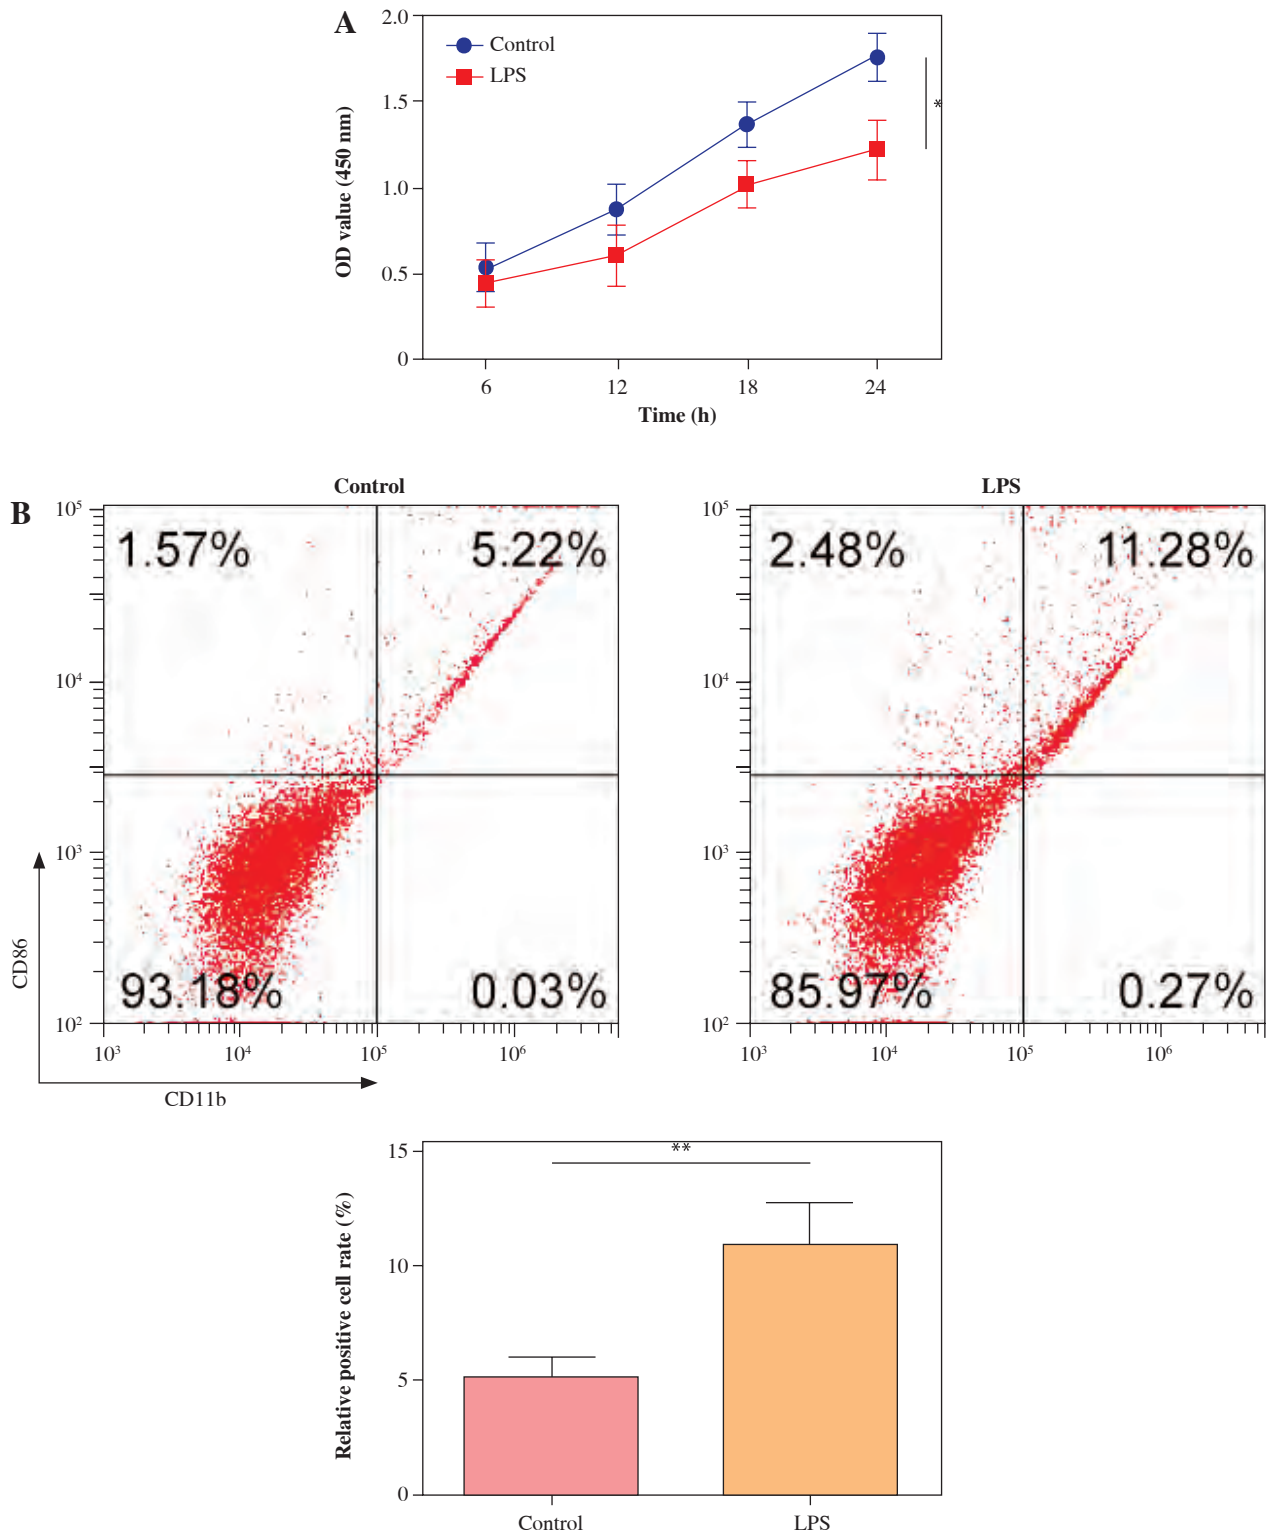 A
2.0
Control
LPS
1.5
*
1.0
0.5
0
OD value (450 nm)
6 12 18 24
Time (h)
B
Control
LPS
10⁵
1.57% 5.22%
10⁴
10³
93.18% 0.03%
10²
10³ 10⁴ 10⁵ 10⁶
CD86
CD11b
10⁵
2.48% 11.28%
10⁴
10³
85.97% 0.27%
10²
10³ 10⁴ 10⁵ 10⁶
15
**
10
5
0
Relative positive cell rate (%)
Control LPS